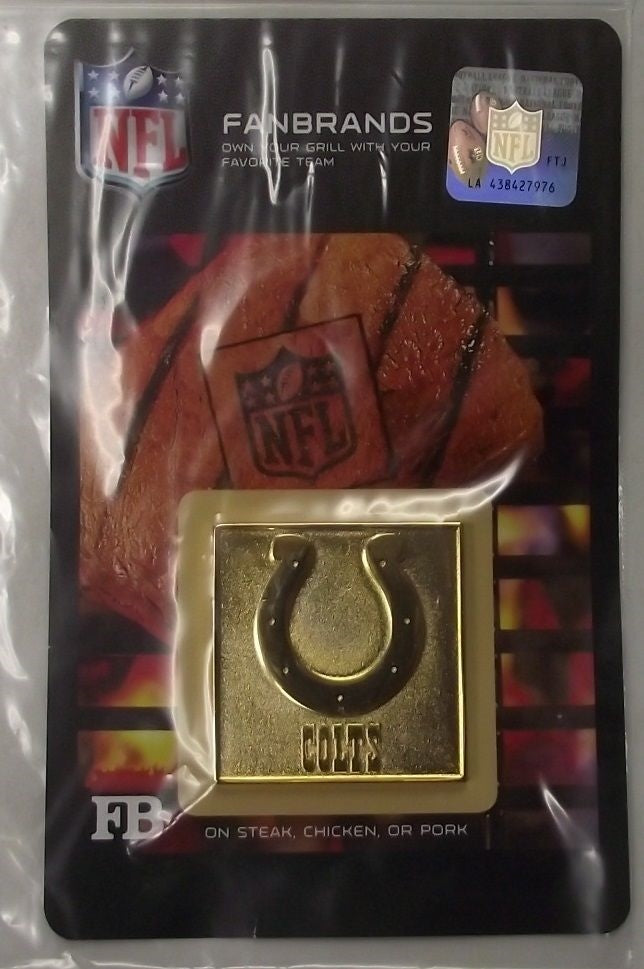 NFL
FANBRANDS
OWN YOUR GRILL WITH YOUR
FAVORITE TEAM
NFL
FTJ
LA 438427976
NFL
COLTS
FB
ON STEAK, CHICKEN, OR PORK